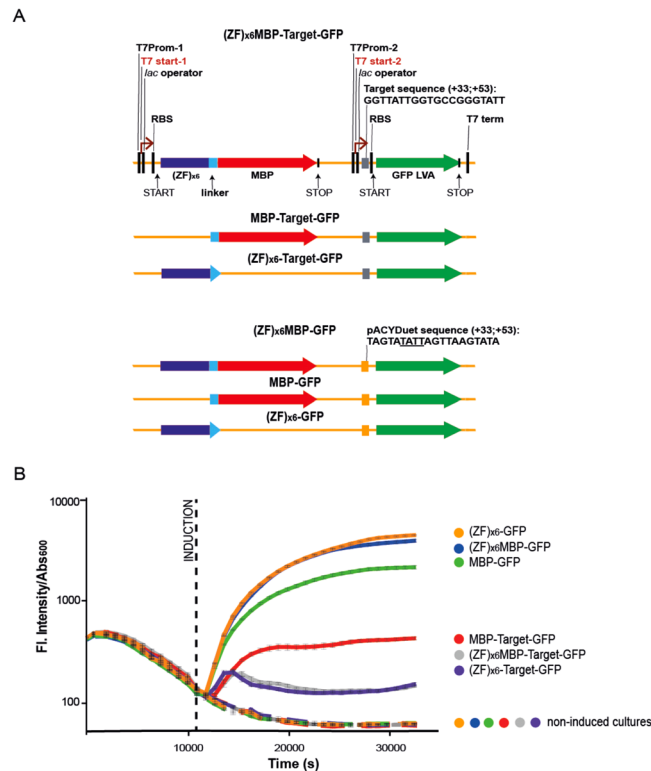 A
(ZF)x6MBP-Target-GFP
T7Prom-1
T7 start-1
lac operator
RBS
T7Prom-2
T7 start-2
lac operator
Target sequence (+33;+53):
GGTTATTGGTGCCGGGTATT
RBS
T7 term
(ZF)x6
MBP
GFP LVA
START
linker
STOP
START
STOP
MBP-Target-GFP
(ZF)x6-Target-GFP
(ZF)x6MBP-GFP
pACYDuet sequence (+33;+53):
TAGTATATTAGTTAAGTATA
MBP-GFP
(ZF)x6-GFP
B
Fl. Intensity/Abs600
10000
1000
100
INDUCTION
10000
20000
30000
Time (s)
(ZF)x6-GFP
(ZF)x6MBP-GFP
MBP-GFP
MBP-Target-GFP
(ZF)x6MBP-Target-GFP
(ZF)x6-Target-GFP
non-induced cultures